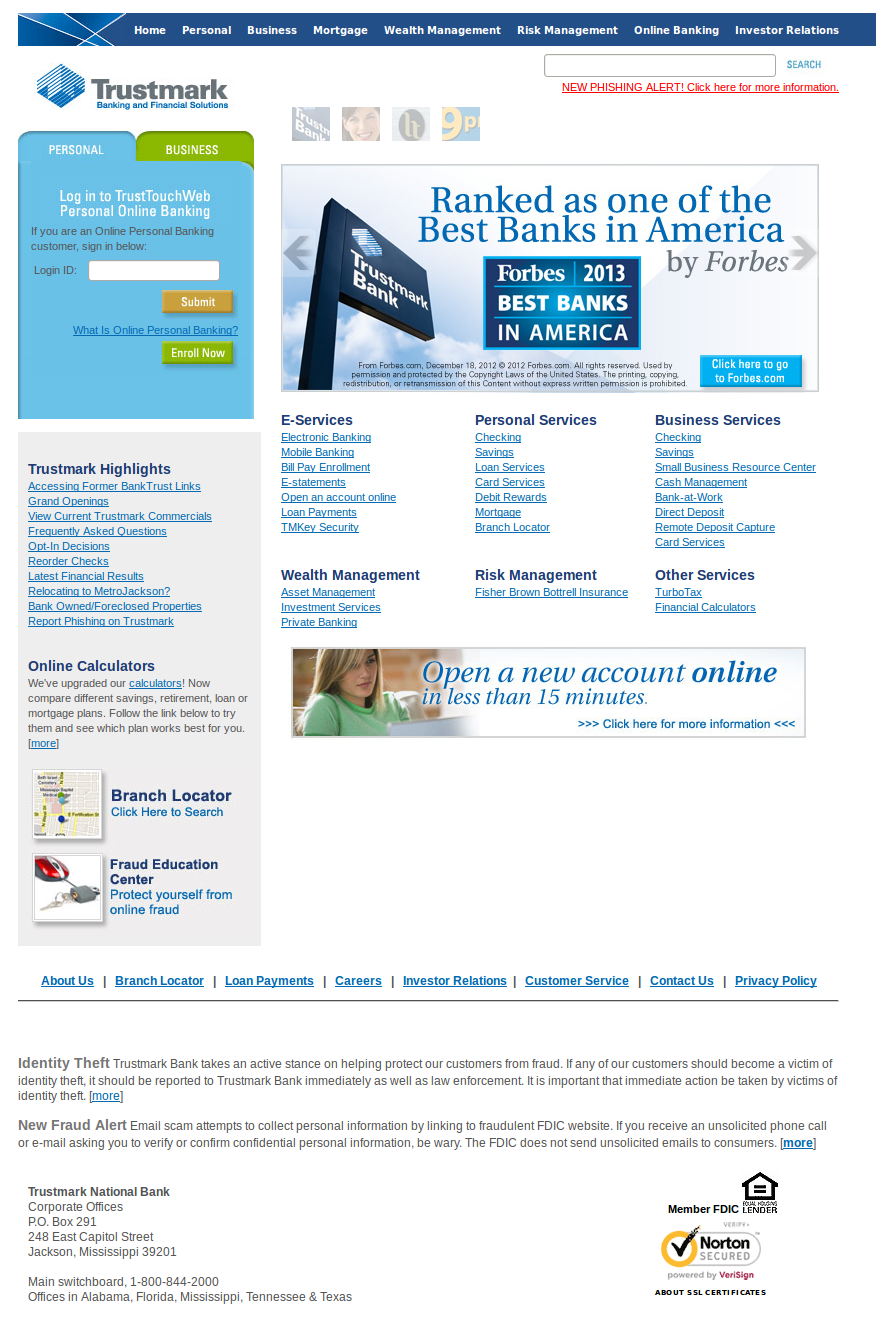 Home Personal Business Mortgage Wealth Management Risk Management Online Banking Investor Relations
SEARCH
NEW PHISHING ALERT! Click here for more information.
Trustmark
Banking and Financial Solutions
PERSONAL
BUSINESS
Log in to TrustTouchWeb
Personal Online Banking
If you are an Online Personal Banking
customer, sign in below:
Login ID:
Submit
What Is Online Personal Banking?
Enroll Now
Ranked as one of the
Best Banks in America
by Forbes
Trustmark
Bank
Forbes 2013
BEST BANKS
IN AMERICA
From Forbes.com, December 18, 2012 © 2012 Forbes.com. All rights reserved. Used by
permission and protected by the Copyright Laws of the United States. The printing, copying,
redistribution, or retransmission of this Content without express written permission is prohibited.
Click here to go
to Forbes.com
E-Services
Electronic Banking
Mobile Banking
Bill Pay Enrollment
E-statements
Open an account online
Loan Payments
TMKey Security
Personal Services
Checking
Savings
Loan Services
Card Services
Debit Rewards
Mortgage
Branch Locator
Business Services
Checking
Savings
Small Business Resource Center
Cash Management
Bank-at-Work
Direct Deposit
Remote Deposit Capture
Card Services
Wealth Management
Asset Management
Investment Services
Private Banking
Risk Management
Fisher Brown Bottrell Insurance
Other Services
TurboTax
Financial Calculators
Open a new account online
in less than 15 minutes.
>>> Click here for more information <<<
Trustmark Highlights
Accessing Former BankTrust Links
Grand Openings
View Current Trustmark Commercials
Frequently Asked Questions
Opt-In Decisions
Reorder Checks
Latest Financial Results
Relocating to MetroJackson?
Bank Owned/Foreclosed Properties
Report Phishing on Trustmark
Online Calculators
We've upgraded our calculators! Now
compare different savings, retirement, loan or
mortgage plans. Follow the link below to try
them and see which plan works best for you.
[more]
Branch Locator
Click Here to Search
Fraud Education
Center
Protect yourself from
online fraud
About Us | Branch Locator | Loan Payments | Careers | Investor Relations | Customer Service | Contact Us | Privacy Policy
Identity Theft Trustmark Bank takes an active stance on helping protect our customers from fraud. If any of our customers should become a victim of
identity theft, it should be reported to Trustmark Bank immediately as well as law enforcement. It is important that immediate action be taken by victims of
identity theft. [more]
New Fraud Alert Email scam attempts to collect personal information by linking to fraudulent FDIC website. If you receive an unsolicited phone call
or e-mail asking you to verify or confirm confidential personal information, be wary. The FDIC does not send unsolicited emails to consumers. [more]
Trustmark National Bank
Corporate Offices
P.O. Box 291
248 East Capitol Street
Jackson, Mississippi 39201
Main switchboard, 1-800-844-2000
Offices in Alabama, Florida, Mississippi, Tennessee & Texas
Member FDIC
EQUAL HOUSING
LENDER
VERIFY
Norton
SECURED
powered by VeriSign
ABOUT SSL CERTIFICATES